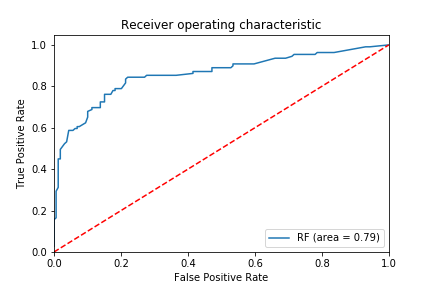 Receiver operating characteristic
True Positive Rate
1.0
0.8
0.6
0.4
0.2
0.0
0.0 0.2 0.4 0.6 0.8 1.0
RF (area = 0.79)
False Positive Rate